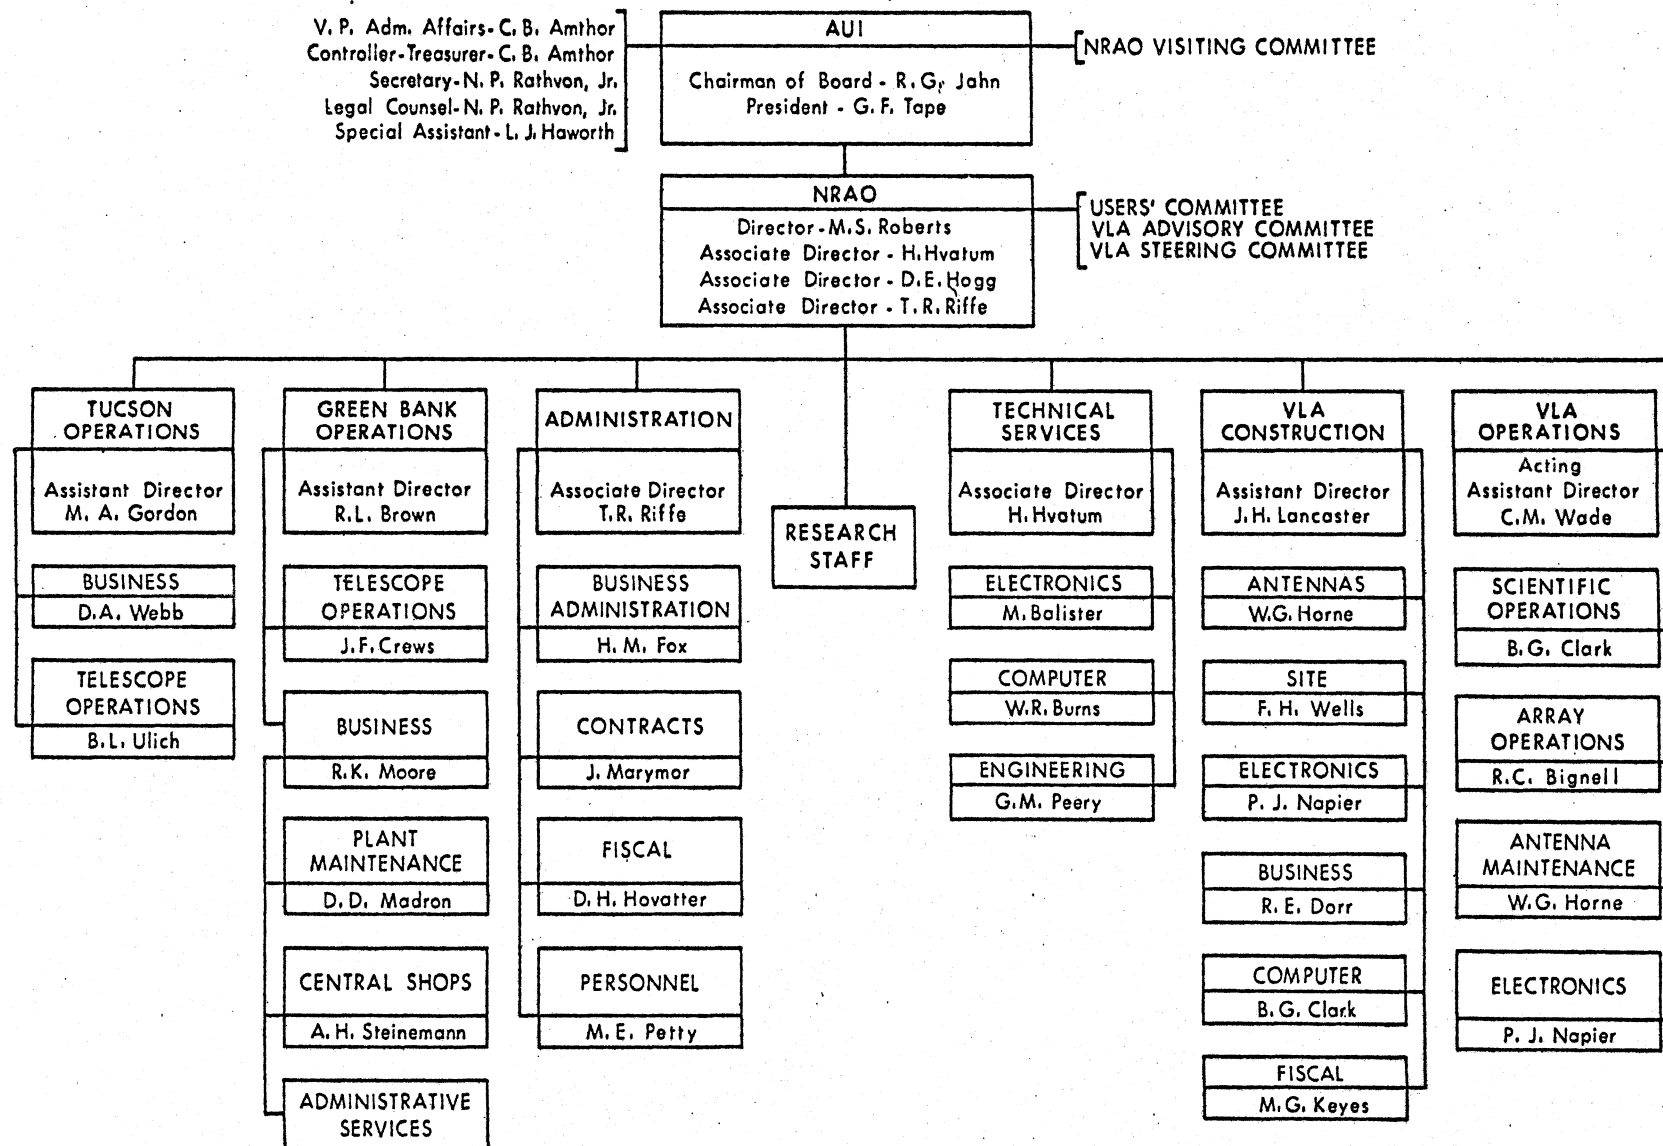 V. P. Adm. Affairs- C. B. Amthor
Controller-Treasurer- C. B. Amthor
Secretary-N. P. Rathvon, Jr.
Legal Counsel-N. P. Rathvon, Jr.
Special Assistant-L. J. Haworth
AUI
Chairman of Board - R. G. Jahn
President - G. F. Tape
NRAO VISITING COMMITTEE
NRAO
Director-M.S. Roberts
Associate Director - H. Hvatum
Associate Director - D.E. Hogg
Associate Director - T.R. Riffe
USERS' COMMITTEE
VLA ADVISORY COMMITTEE
VLA STEERING COMMITTEE
TUCSON
OPERATIONS
Assistant Director
M. A. Gordon
BUSINESS
D.A. Webb
TELESCOPE
OPERATIONS
B.L. Ulich
GREEN BANK
OPERATIONS
Assistant Director
R.L. Brown
TELESCOPE
OPERATIONS
J.F. Crews
BUSINESS
R.K. Moore
PLANT
MAINTENANCE
D.D. Madron
CENTRAL SHOPS
A.H. Steinemann
ADMINISTRATIVE
SERVICES
ADMINISTRATION
Associate Director
T.R. Riffe
BUSINESS
ADMINISTRATION
H.M. Fox
CONTRACTS
J. Marymor
FISCAL
D.H. Hovatter
PERSONNEL
M.E. Petty
RESEARCH
STAFF
TECHNICAL
SERVICES
Associate Director
H. Hvatum
ELECTRONICS
M. Balister
COMPUTER
W.R. Burns
ENGINEERING
G.M. Peery
VLA
CONSTRUCTION
Assistant Director
J.H. Lancaster
ANTENNAS
W.G. Horne
SITE
F. H. Wells
ELECTRONICS
P. J. Napier
BUSINESS
R.E. Dorr
COMPUTER
B.G. Clark
FISCAL
M.G. Keyes
VLA
OPERATIONS
Acting
Assistant Director
C.M. Wade
SCIENTIFIC
OPERATIONS
B.G. Clark
ARRAY
OPERATIONS
R.C. Bignell
ANTENNA
MAINTENANCE
W.G. Horne
ELECTRONICS
P. J. Napier